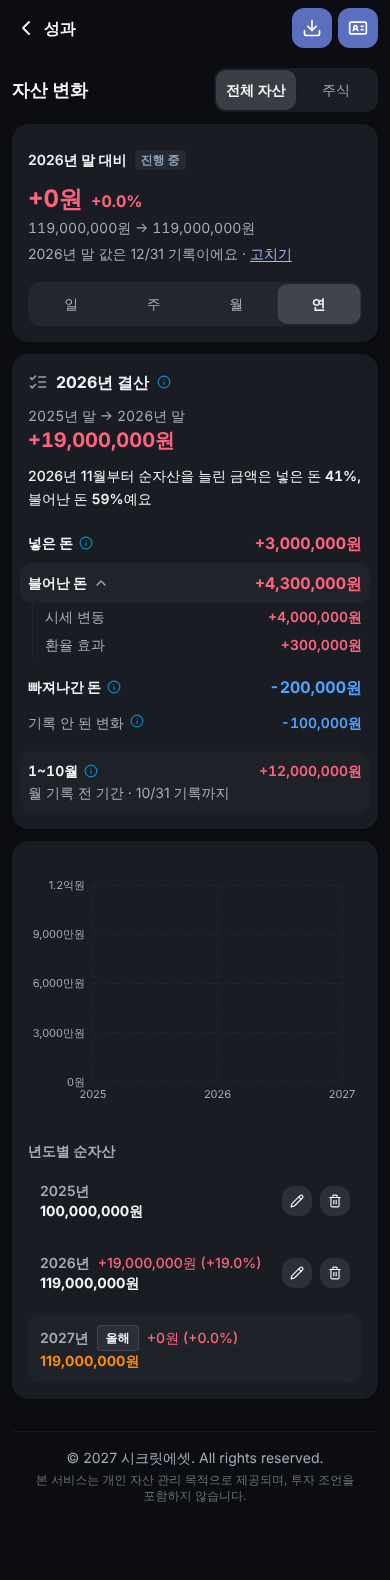 성과
자산 변화
전체 자산
주식
2026년 말 대비 진행 중
+0원 +0.0%
119,000,000원 → 119,000,000원
2026년 말 값은 12/31 기록이에요 · 고치기
일 주 월 연
2026년 결산
2025년 말 → 2026년 말
+19,000,000원
2026년 11월부터 순자산을 늘린 금액은 넣은 돈 41%,
불어난 돈 59%예요
넣은 돈 +3,000,000원
불어난 돈 +4,300,000원
시세 변동 +4,000,000원
환율 효과 +300,000원
빠져나간 돈 -200,000원
기록 안 된 변화 -100,000원
1~10월 +12,000,000원
월 기록 전 기간 · 10/31 기록까지
1.2억원
9,000만원
6,000만원
3,000만원
0원
2025 2026 2027
년도별 순자산
2025년
100,000,000원
2026년 +19,000,000원 (+19.0%)
119,000,000원
2027년 올해 +0원 (+0.0%)
119,000,000원
© 2027 시크릿에셋. All rights reserved.
본 서비스는 개인 자산 관리 목적으로 제공되며, 투자 조언을
포함하지 않습니다.